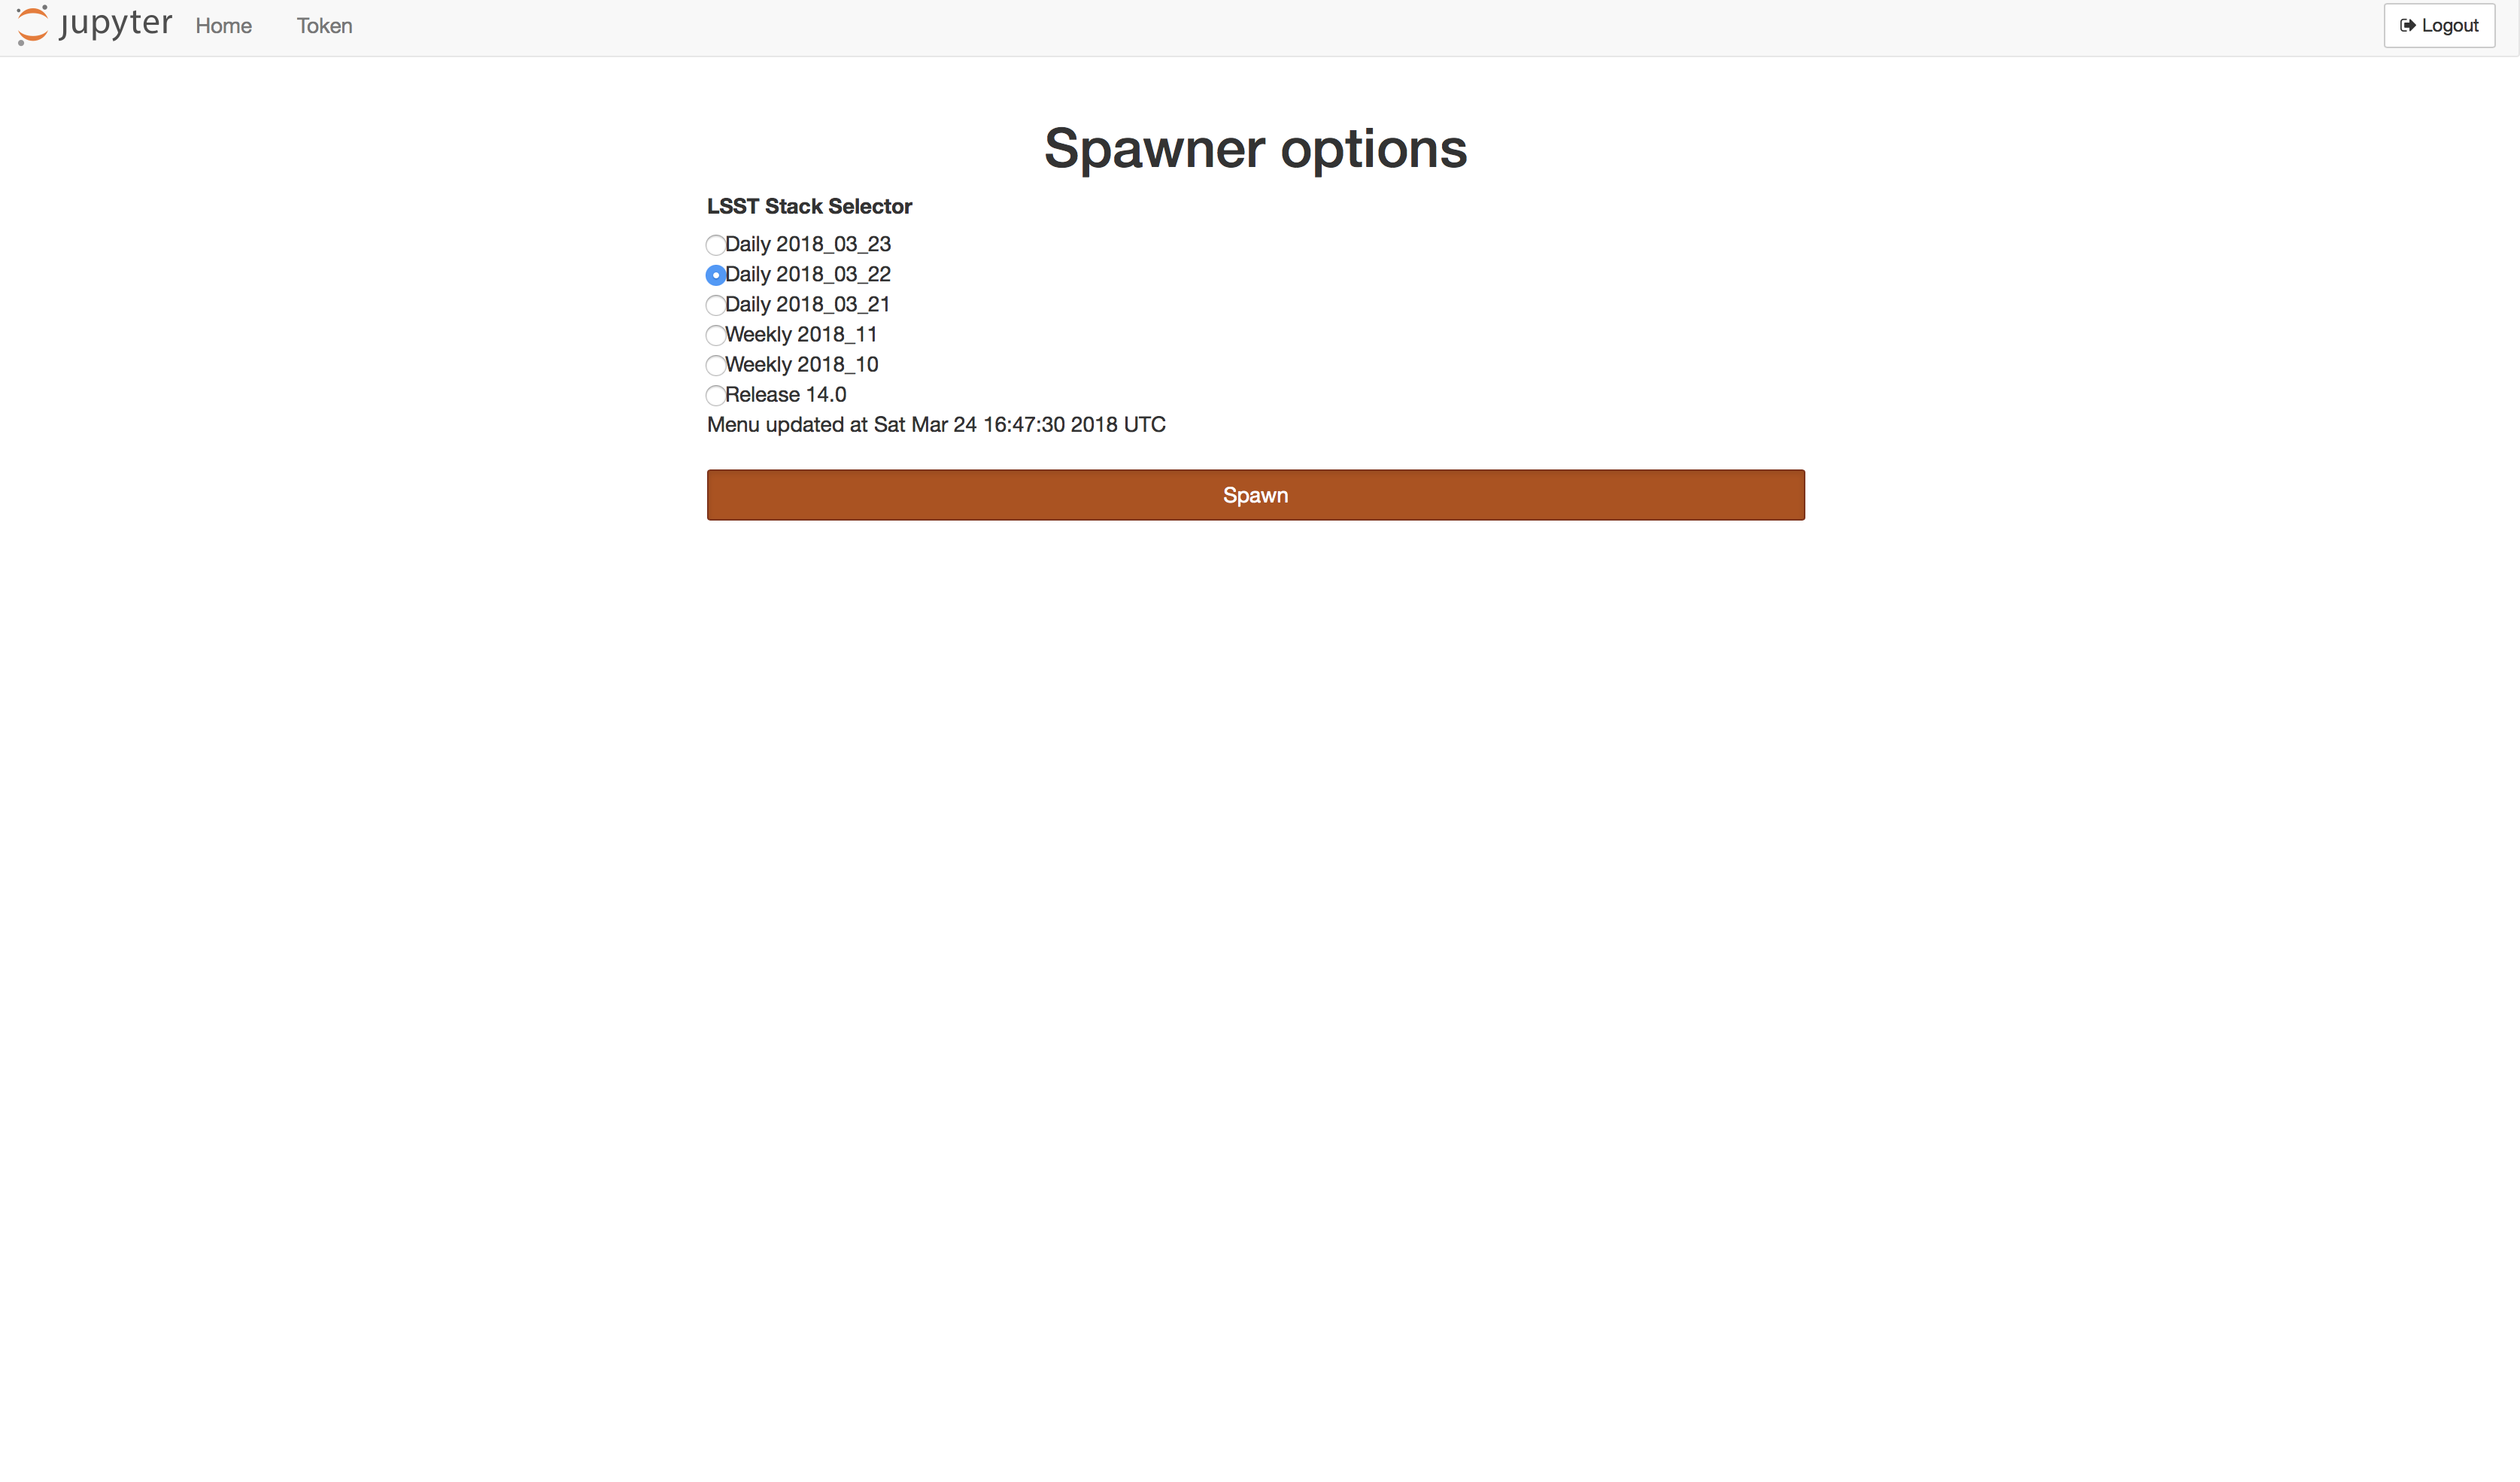 jupyter Home Token Logout
Spawner options
LSST Stack Selector
Daily 2018_03_23
Daily 2018_03_22
Daily 2018_03_21
Weekly 2018_11
Weekly 2018_10
Release 14.0
Menu updated at Sat Mar 24 16:47:30 2018 UTC
Spawn